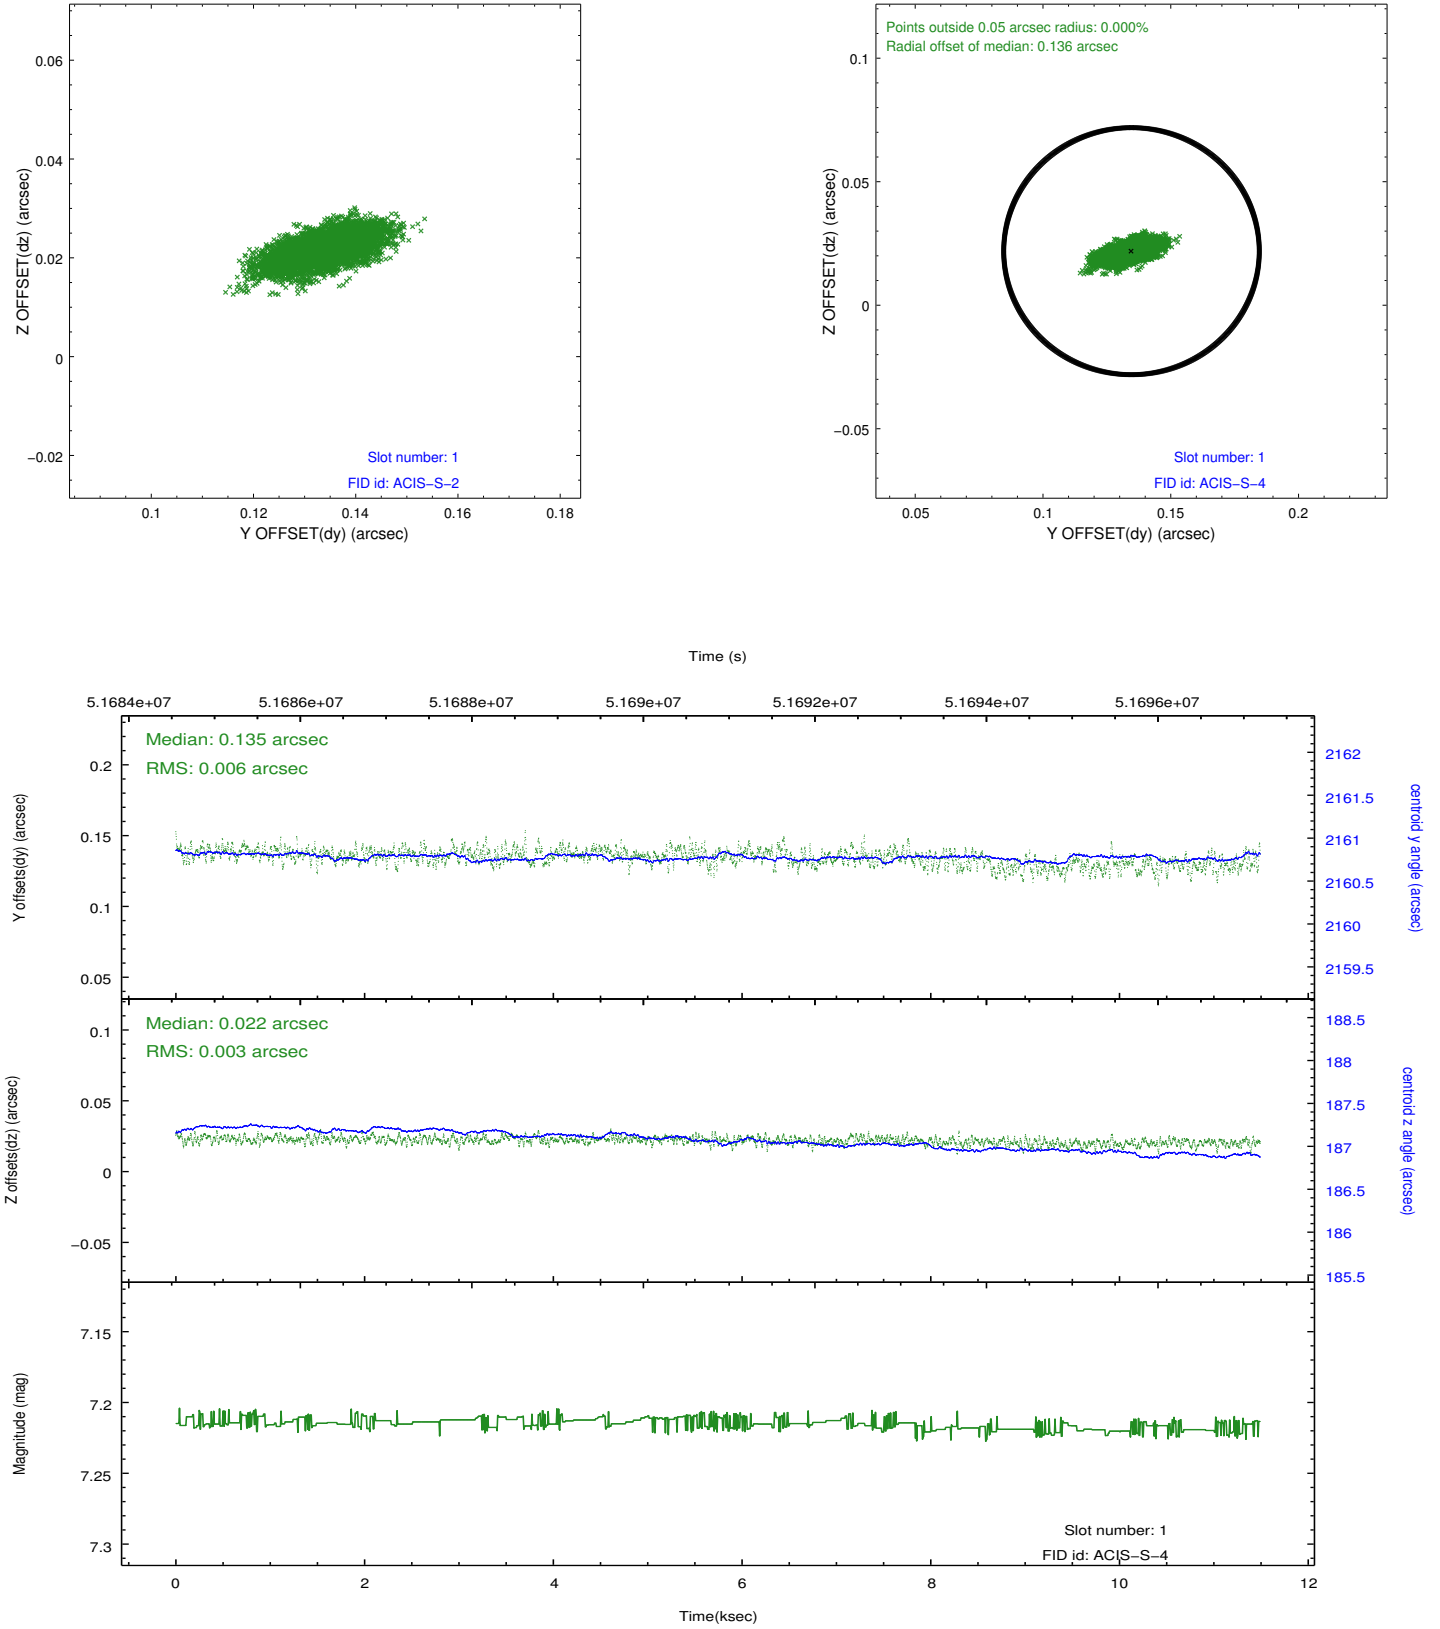 0.06
0.04
0.02
0
−0.02
Z OFFSET(dz) (arcsec)
0.1 0.12 0.14 0.16 0.18
Y OFFSET(dy) (arcsec)
Slot number: 1
FID id: ACIS−S−2
Points outside 0.05 arcsec radius: 0.000%
Radial offset of median: 0.136 arcsec
0.1
0.05
0
−0.05
Z OFFSET(dz) (arcsec)
Slot number: 1
FID id: ACIS−S−4
0.05 0.1 0.15 0.2
Y OFFSET(dy) (arcsec)
Time (s)
5.1684e+07 5.1686e+07 5.1688e+07 5.169e+07 5.1692e+07 5.1694e+07 5.1696e+07
Median: 0.135 arcsec
RMS: 0.006 arcsec
0.2
0.15
0.1
0.05
Y offsets(dy) (arcsec)
2162
2161.5
2161
2160.5
2160
2159.5
centroid y angle (arcsec)
Median: 0.022 arcsec
RMS: 0.003 arcsec
0.1
0.05
0
−0.05
Z offsets(dz) (arcsec)
188.5
188
187.5
187
186.5
186
185.5
centroid z angle (arcsec)
7.15
7.2
7.25
7.3
Magnitude (mag)
Slot number: 1
FID id: ACIS−S−4
0 2 4 6 8 10 12
Time(ksec)